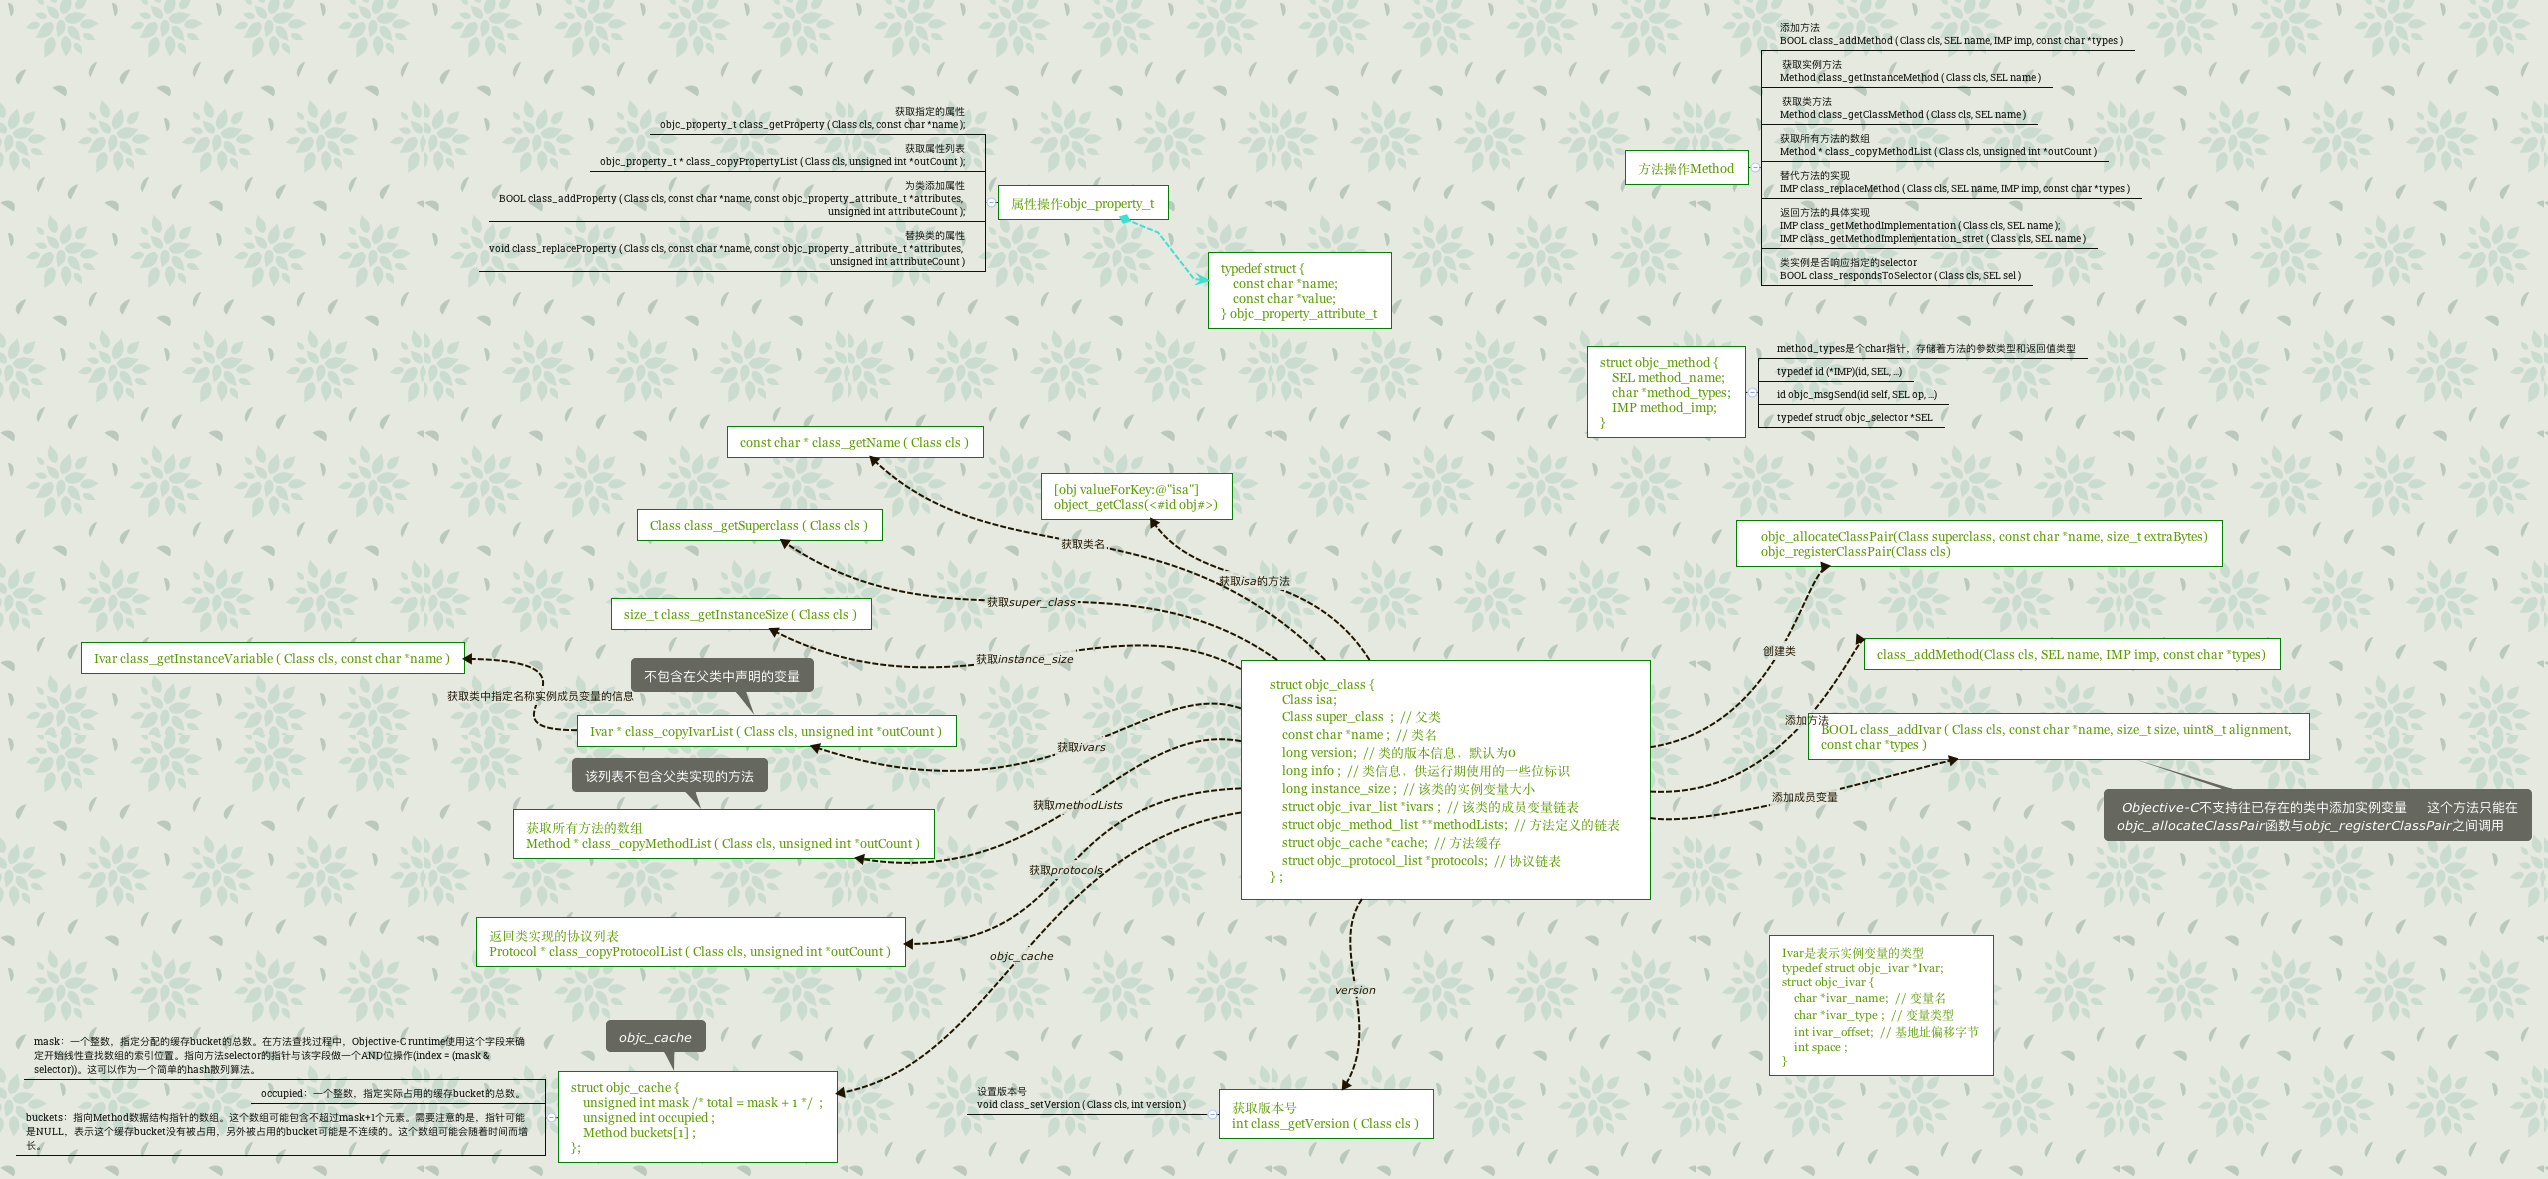 添加方法
BOOL class_addMethod ( Class cls, SEL name, IMP imp, const char *types )
获取实例方法
Method class_getInstanceMethod ( Class cls, SEL name )
获取类方法
Method class_getClassMethod ( Class cls, SEL name )
获取所有方法的数组
Method * class_copyMethodList ( Class cls, unsigned int *outCount )
替代方法的实现
IMP class_replaceMethod ( Class cls, SEL name, IMP imp, const char *types )
返回方法的具体实现
IMP class_getMethodImplementation ( Class cls, SEL name );
IMP class_getMethodImplementation_stret ( Class cls, SEL name )
类实例是否响应指定的selector
BOOL class_respondsToSelector ( Class cls, SEL sel )
方法操作Method
获取指定的属性
objc_property_t class_getProperty ( Class cls, const char *name );
获取属性列表
objc_property_t * class_copyPropertyList ( Class cls, unsigned int *outCount );
为类添加属性
BOOL class_addProperty ( Class cls, const char *name, const objc_property_attribute_t *attributes,
unsigned int attributeCount );
替换类的属性
void class_replaceProperty ( Class cls, const char *name, const objc_property_attribute_t *attributes,
unsigned int attributeCount )
属性操作objc_property_t
typedef struct {
const char *name;
const char *value;
} objc_property_attribute_t
struct objc_method {
SEL method_name;
char *method_types;
IMP method_imp;
}
method_types是个char指针，存储着方法的参数类型和返回值类型
typedef id (*IMP)(id, SEL, ...)
id objc_msgSend(id self, SEL op, ...)
typedef struct objc_selector *SEL
const char * class_getName ( Class cls )
[obj valueForKey:@"isa"]
object_getClass(<#id obj#>)
Class class_getSuperclass ( Class cls )
获取类名
获取isa的方法
获取super_class
size_t class_getInstanceSize ( Class cls )
获取instance_size
objc_allocateClassPair(Class superclass, const char *name, size_t extraBytes)
objc_registerClassPair(Class cls)
创建类
class_addMethod(Class cls, SEL name, IMP imp, const char *types)
添加方法
BOOL class_addIvar ( Class cls, const char *name, size_t size, uint8_t alignment,
const char *types )
添加成员变量
Objective-C不支持往已存在的类中添加实例变量 这个方法只能在
objc_allocateClassPair函数与objc_registerClassPair之间调用
Ivar class_getInstanceVariable ( Class cls, const char *name )
不包含在父类中声明的变量
获取类中指定名称实例成员变量的信息
Ivar * class_copyIvarList ( Class cls, unsigned int *outCount )
获取ivars
该列表不包含父类实现的方法
获取methodLists
获取所有方法的数组
Method * class_copyMethodList ( Class cls, unsigned int *outCount )
获取protocols
返回类实现的协议列表
Protocol * class_copyProtocolList ( Class cls, unsigned int *outCount )
objc_cache
struct objc_class {
Class isa;
Class super_class ; // 父类
const char *name ; // 类名
long version; // 类的版本信息，默认为0
long info ; // 类信息，供运行期使用的一些位标识
long instance_size ; // 该类的实例变量大小
struct objc_ivar_list *ivars ; // 该类的成员变量链表
struct objc_method_list **methodLists; // 方法定义的链表
struct objc_cache *cache; // 方法缓存
struct objc_protocol_list *protocols; // 协议链表
} ;
version
Ivar是表示实例变量的类型
typedef struct objc_ivar *Ivar;
struct objc_ivar {
char *ivar_name; // 变量名
char *ivar_type ; // 变量类型
int ivar_offset; // 基地址偏移字节
int space ;
}
objc_cache
struct objc_cache {
unsigned int mask /* total = mask + 1 */ ;
unsigned int occupied ;
Method buckets[1] ;
};
mask：一个整数，指定分配的缓存bucket的总数。在方法查找过程中，Objective-C runtime使用这个字段来确
定开始线性查找数组的索引位置。指向方法selector的指针与该字段做一个AND位操作(index = (mask &
selector))。这可以作为一个简单的hash散列算法。
occupied：一个整数，指定实际占用的缓存bucket的总数。
buckets：指向Method数据结构指针的数组。这个数组可能包含不超过mask+1个元素。需要注意的是，指针可能
是NULL，表示这个缓存bucket没有被占用，另外被占用的bucket可能是不连续的。这个数组可能会随着时间而增
长。
设置版本号
void class_setVersion ( Class cls, int version )
获取版本号
int class_getVersion ( Class cls )